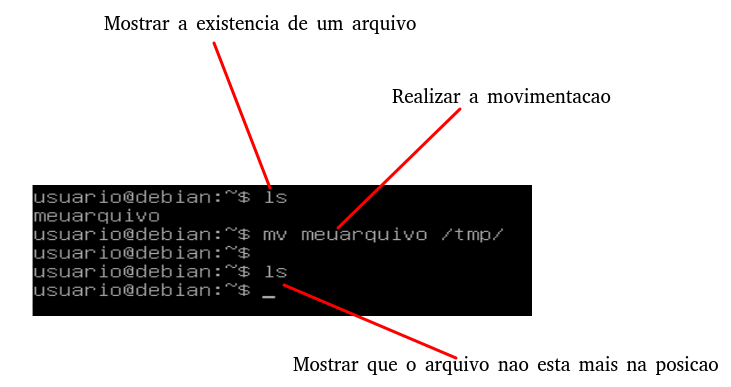 Mostrar a existencia de um arquivo
Realizar a movimentacao
usuario@debian:~$ ls
meuarquivo
usuario@debian:~$ mv meuarquivo /tmp/
usuario@debian:~$
usuario@debian:~$ ls
usuario@debian:~$ _
Mostrar que o arquivo nao esta mais na posicao